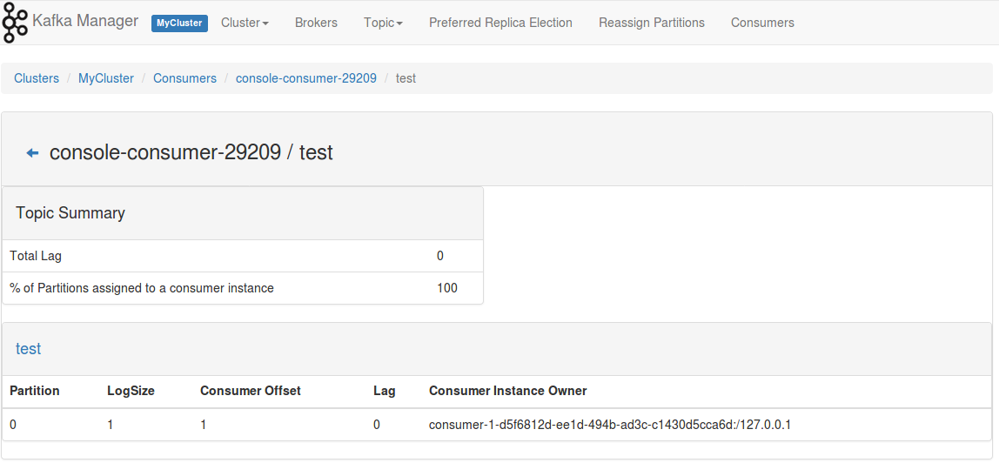 Kafka Manager MyCluster Cluster Brokers Topic Preferred Replica Election Reassign Partitions Consumers
Clusters / MyCluster / Consumers / console-consumer-29209 / test
console-consumer-29209 / test
Topic Summary
Total Lag 0
% of Partitions assigned to a consumer instance 100
test
Partition LogSize Consumer Offset Lag Consumer Instance Owner
0 1 1 0 consumer-1-d5f6812d-ee1d-494b-ad3c-c1430d5cca6d:/127.0.0.1